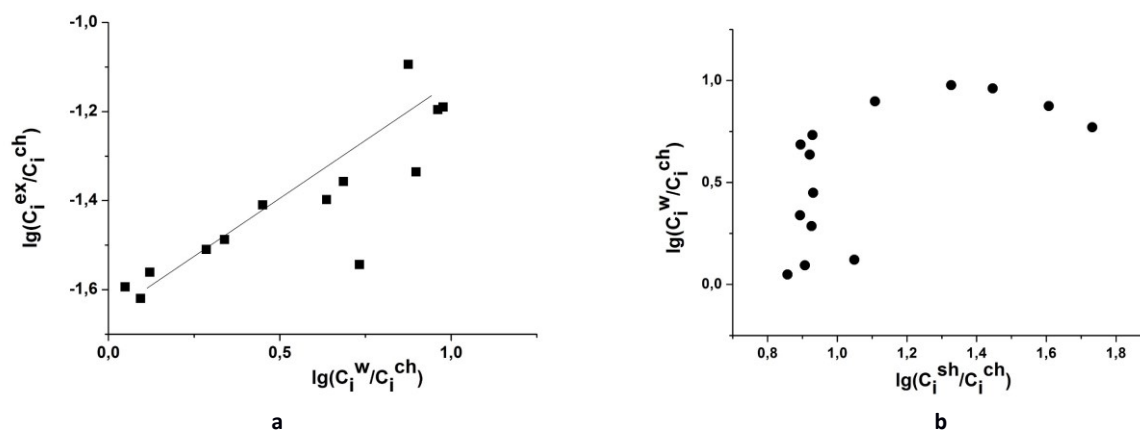 -1,0
-1,2
-1,4
-1,6
lg(C_i^ex/C_i^ch)
0,0 0,5 1,0
lg(C_i^w/C_i^ch)
a
1,0
0,5
0,0
lg(C_i^w/C_i^ch)
0,8 1,0 1,2 1,4 1,6 1,8
lg(C_i^sh/C_i^ch)
b